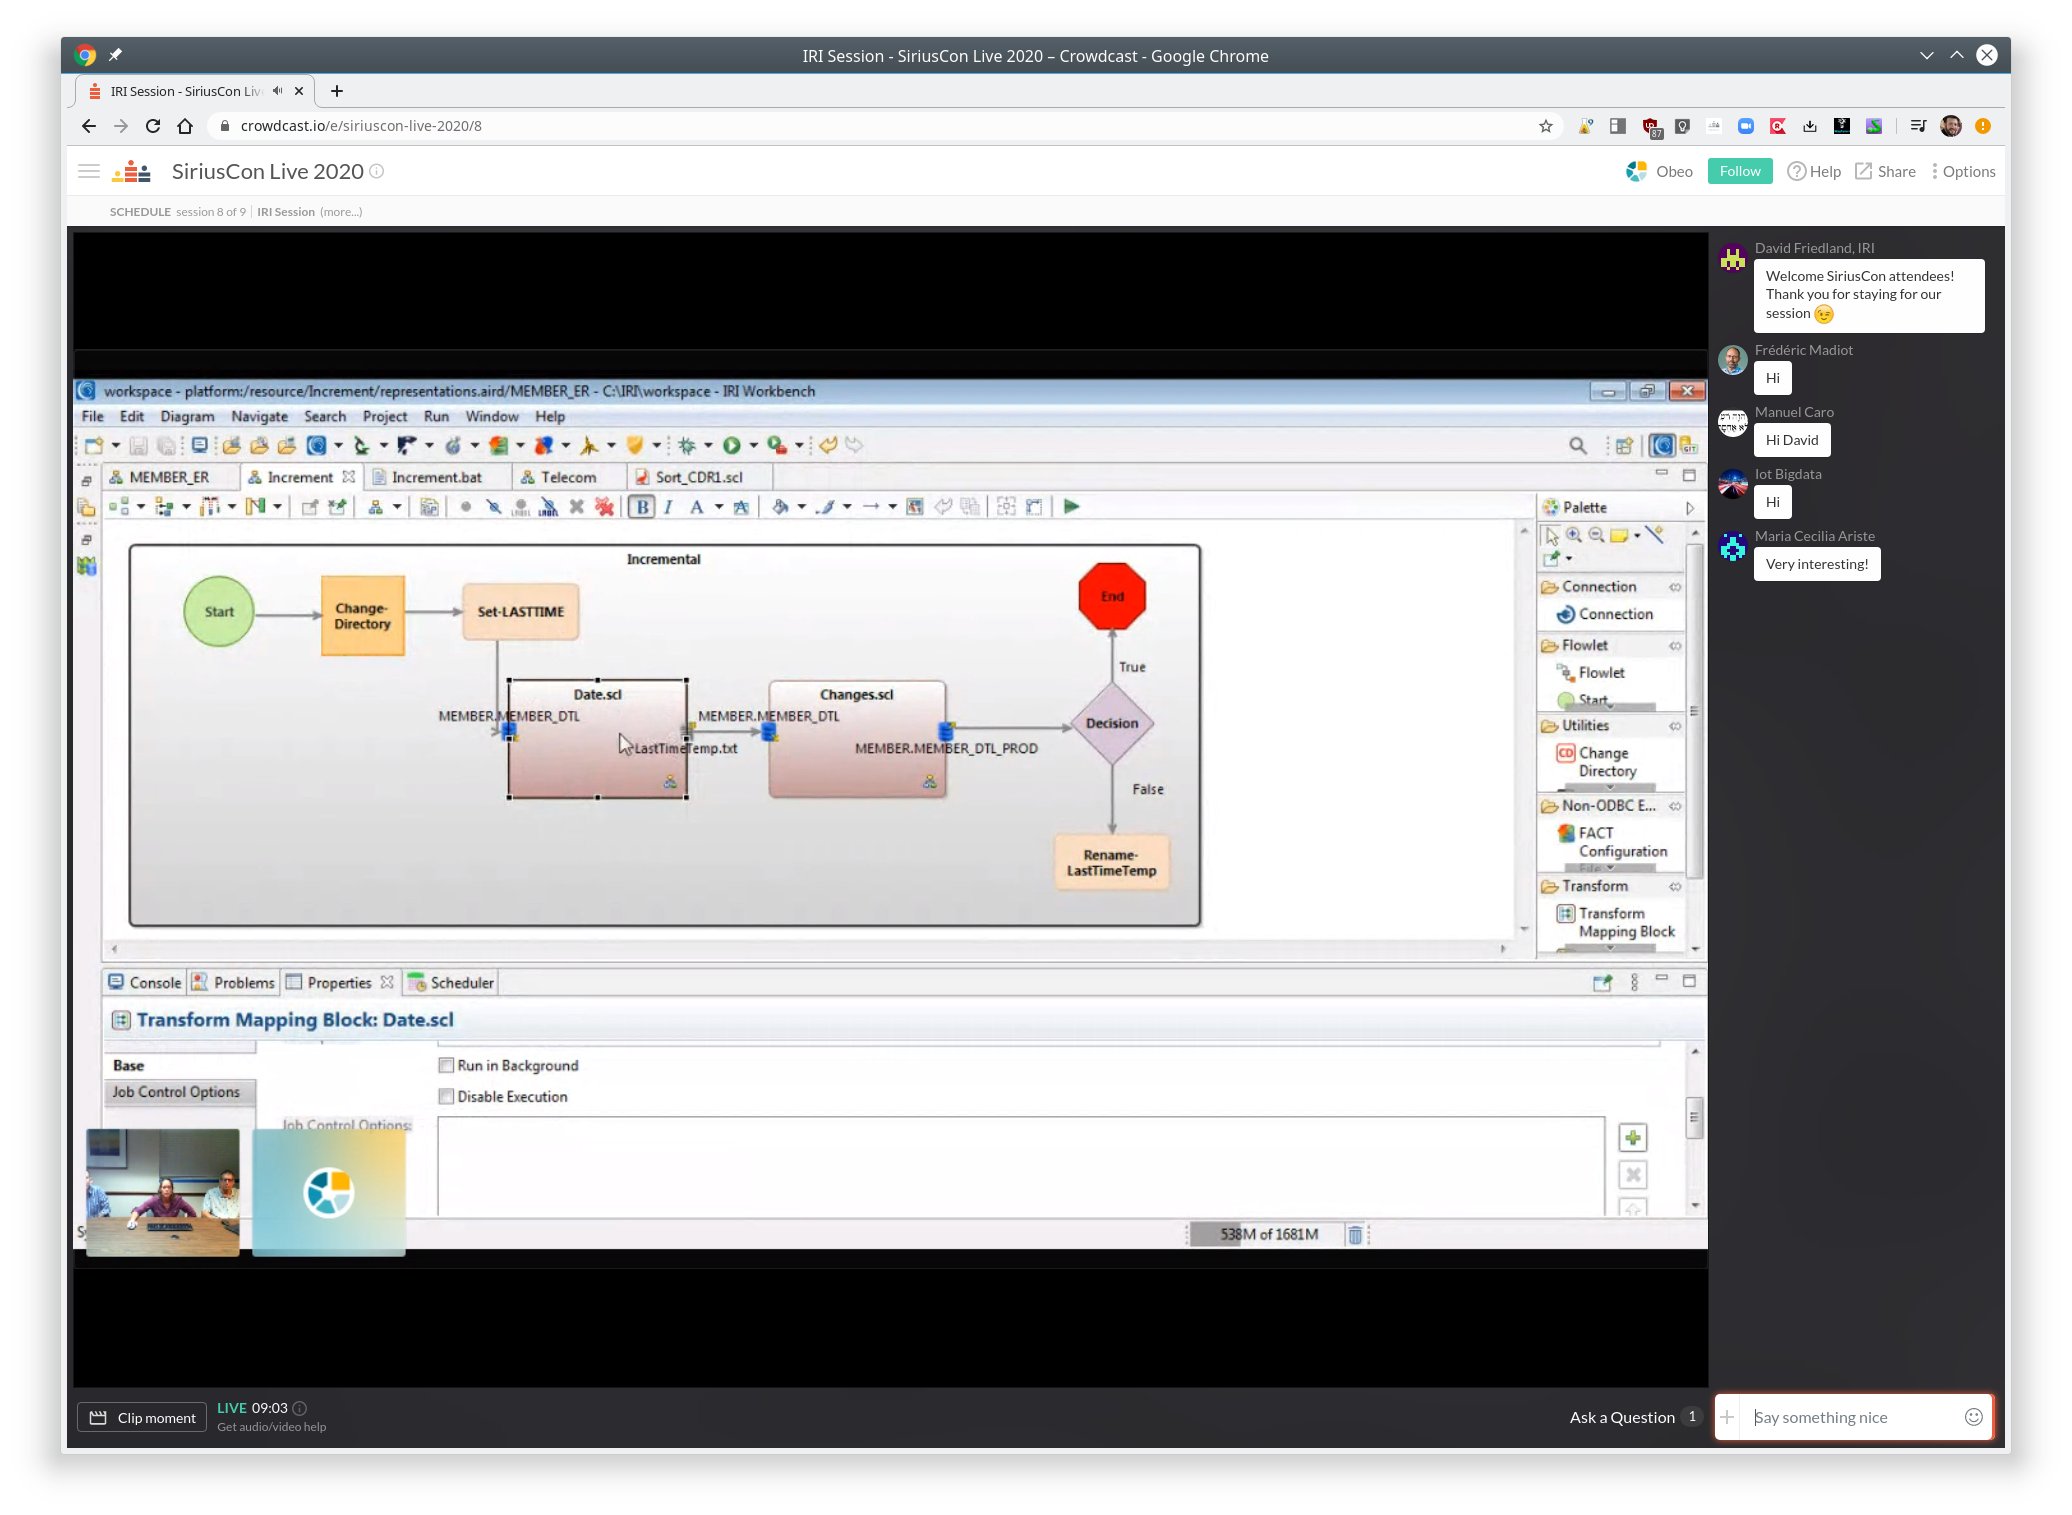 IRI Session - SiriusCon Live 2020 – Crowdcast - Google Chrome
IRI Session - SiriusCon Liv
crowdcast.io/e/siriuscon-live-2020/8
87
SiriusCon Live 2020
Obeo
Follow
Help
Share
Options
SCHEDULE session 8 of 9 IRI Session (more...)
workspace - platform:/resource/Increment/representations.aird/MEMBER_ER - C:\IRI\workspace - IRI Workbench
File Edit Diagram Navigate Search Project Run Window Help
MEMBER_ER
Increment
Increment.bat
Telecom
Sort_CDR1.scl
Incremental
Start
Change-
Directory
Set-LASTTIME
Date.scl
MEMBER.MEMBER_DTL
LastTimeTemp.txt
Changes.scl
MEMBER.MEMBER_DTL
MEMBER.MEMBER_DTL_PROD
End
True
Decision
False
Rename-
LastTimeTemp
Palette
Connection
Connection
Flowlet
Flowlet
Start
Utilities
CD Change
Directory
Non-ODBC E...
FACT
Configuration
Transform
Transform
Mapping Block
Console
Problems
Properties
Scheduler
Transform Mapping Block: Date.scl
Base
Job Control Options
Run in Background
Disable Execution
Job Control Options:
538M of 1681M
David Friedland, IRI
Welcome SiriusCon attendees!
Thank you for staying for our
session
Frédéric Madiot
Hi
Manuel Caro
Hi David
Iot Bigdata
Hi
Maria Cecilia Ariste
Very interesting!
Clip moment
LIVE 09:03
Get audio/video help
Ask a Question 1
Say something nice